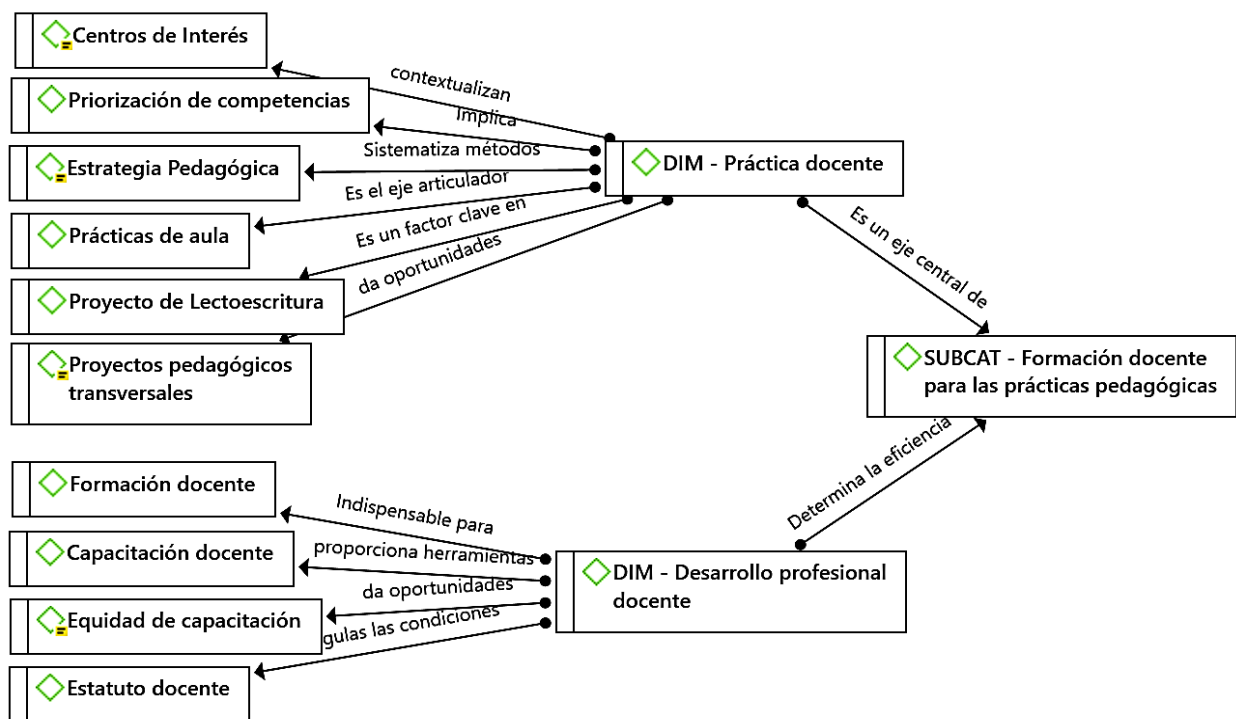 Centros de Interés
contextualizan
Priorización de competencias
Implica
Sistematiza métodos
Estrategia Pedagógica
DIM - Práctica docente
Es el eje articulador
Prácticas de aula
Es un factor clave en
Es un eje central de
da oportunidades
Proyecto de Lectoescritura
Proyectos pedagógicos
transversales
SUBCAT - Formación docente
para las prácticas pedagógicas
Formación docente
Indispensable para
Determina la eficiencia
Capacitación docente
proporciona herramientas
DIM - Desarrollo profesional
docente
da oportunidades
Equidad de capacitación
gulas las condiciones
Estatuto docente